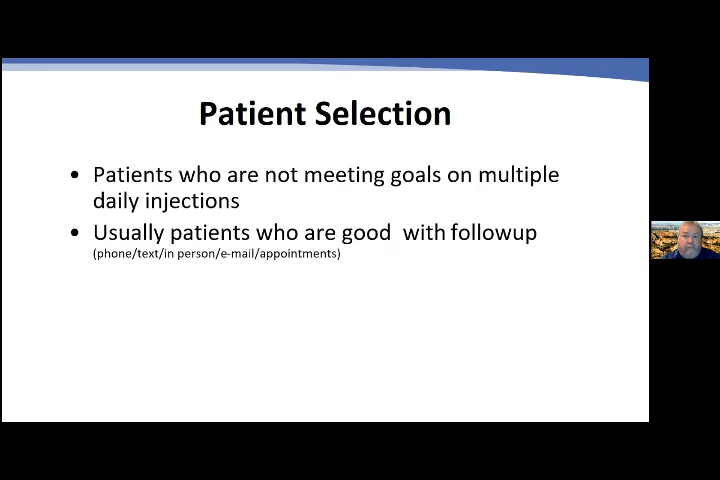 Patient Selection
• Patients who are not meeting goals on multiple
daily injections
• Usually patients who are good  with followup
(phone/text/in person/e-mail/appointments)